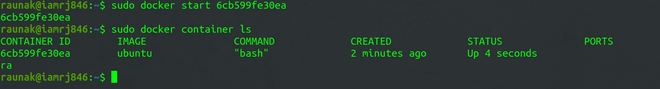 raunak@iamrj846:~$ sudo docker start 6cb599fe30ea
6cb599fe30ea
raunak@iamrj846:~$ sudo docker container ls
CONTAINER ID IMAGE COMMAND CREATED STATUS PORTS
6cb599fe30ea ubuntu "bash" 2 minutes ago Up 4 seconds
ra
raunak@iamrj846:~$